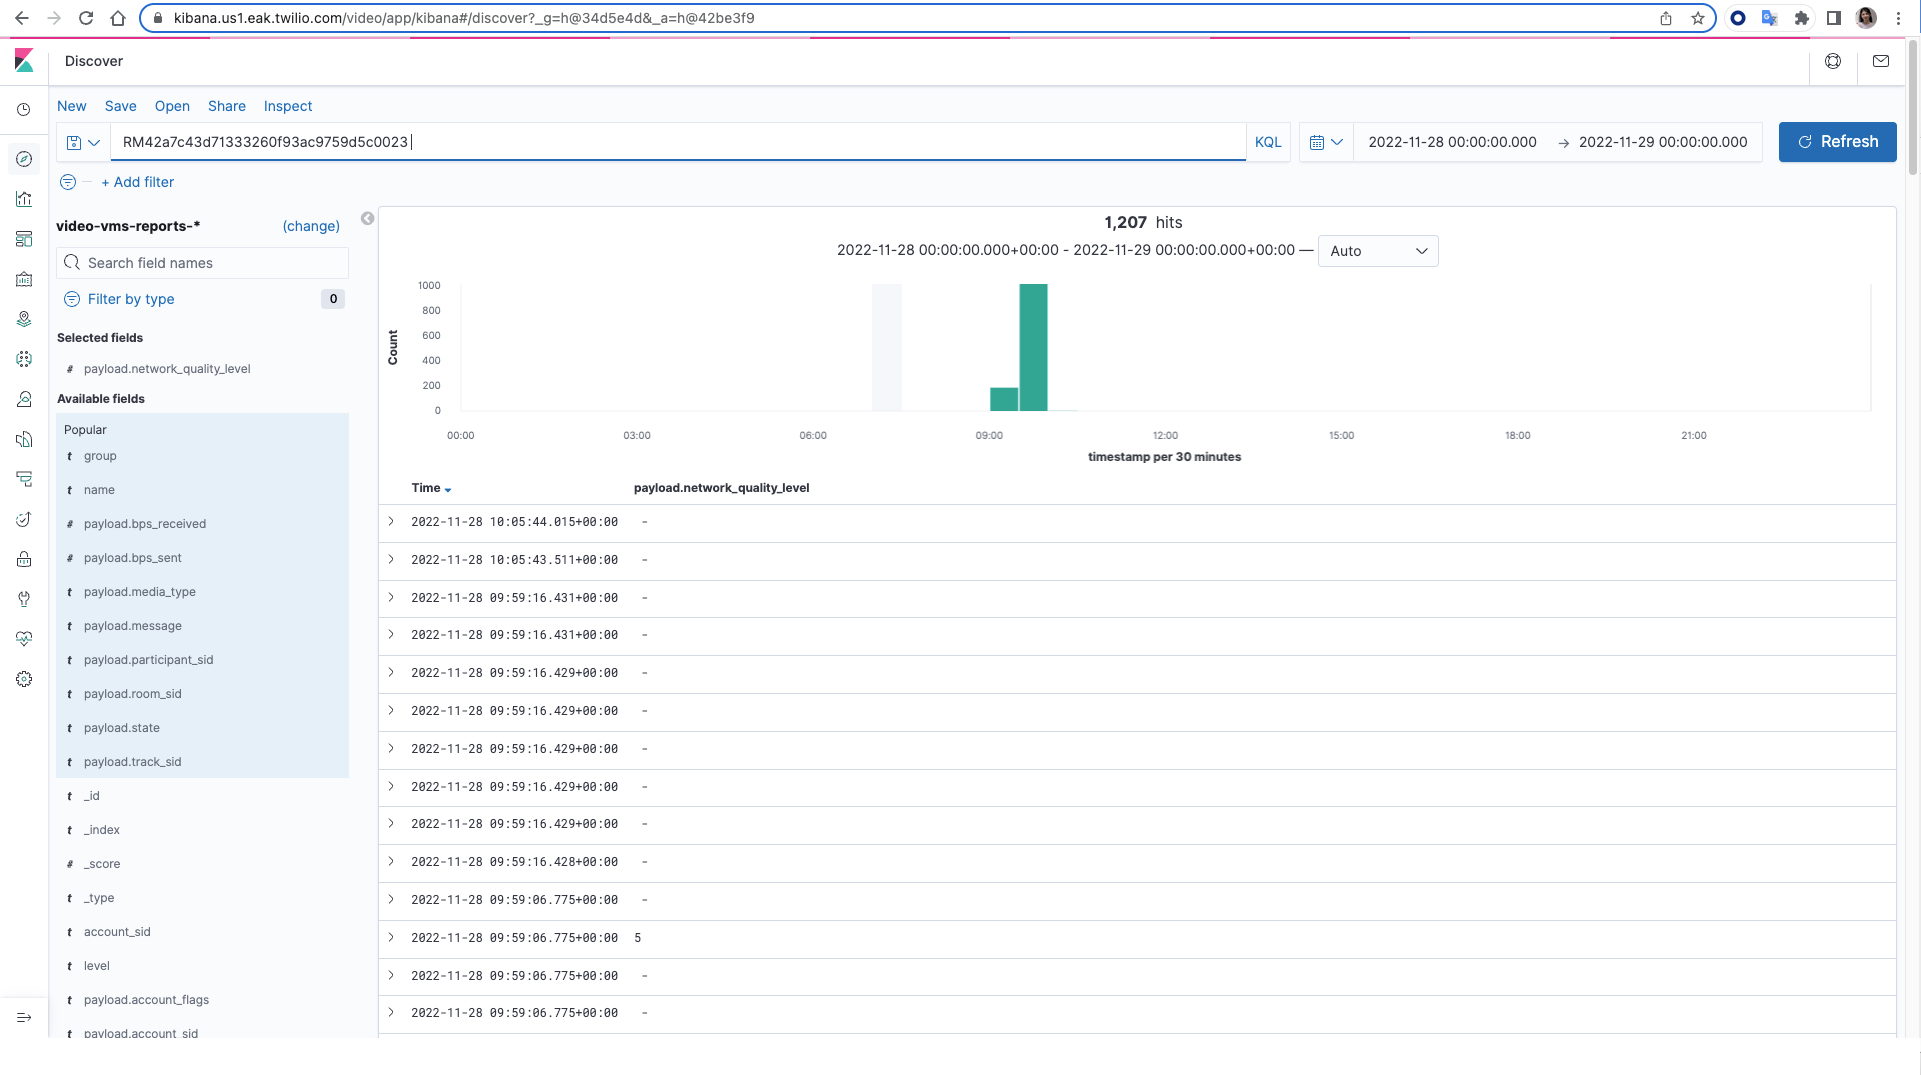 kibana.us1.eak.twilio.com/video/app/kibana#/discover?_g=h@34d5e4d&_a=h@42be3f9
Discover
New Save Open Share Inspect
RM42a7c43d71333260f93ac9759d5c0023 KQL 2022-11-28 00:00:00.000 → 2022-11-29 00:00:00.000 Refresh
+ Add filter
video-vms-reports-* (change)
Search field names
Filter by type 0
Selected fields
# payload.network_quality_level
Available fields
Popular
t group
t name
# payload.bps_received
# payload.bps_sent
t payload.media_type
t payload.message
t payload.participant_sid
t payload.room_sid
t payload.state
t payload.track_sid
t _id
t _index
# _score
t _type
t account_sid
t level
t payload.account_flags
t payload.account_sid
1,207 hits
2022-11-28 00:00:00.000+00:00 - 2022-11-29 00:00:00.000+00:00 — Auto
Count
1000
800
600
400
200
0
00:00 03:00 06:00 09:00 12:00 15:00 18:00 21:00
timestamp per 30 minutes
Time payload.network_quality_level
2022-11-28 10:05:44.015+00:00 -
2022-11-28 10:05:43.511+00:00 -
2022-11-28 09:59:16.431+00:00 -
2022-11-28 09:59:16.431+00:00 -
2022-11-28 09:59:16.429+00:00 -
2022-11-28 09:59:16.429+00:00 -
2022-11-28 09:59:16.429+00:00 -
2022-11-28 09:59:16.429+00:00 -
2022-11-28 09:59:16.429+00:00 -
2022-11-28 09:59:16.428+00:00 -
2022-11-28 09:59:06.775+00:00 -
2022-11-28 09:59:06.775+00:00 5
2022-11-28 09:59:06.775+00:00 -
2022-11-28 09:59:06.775+00:00 -